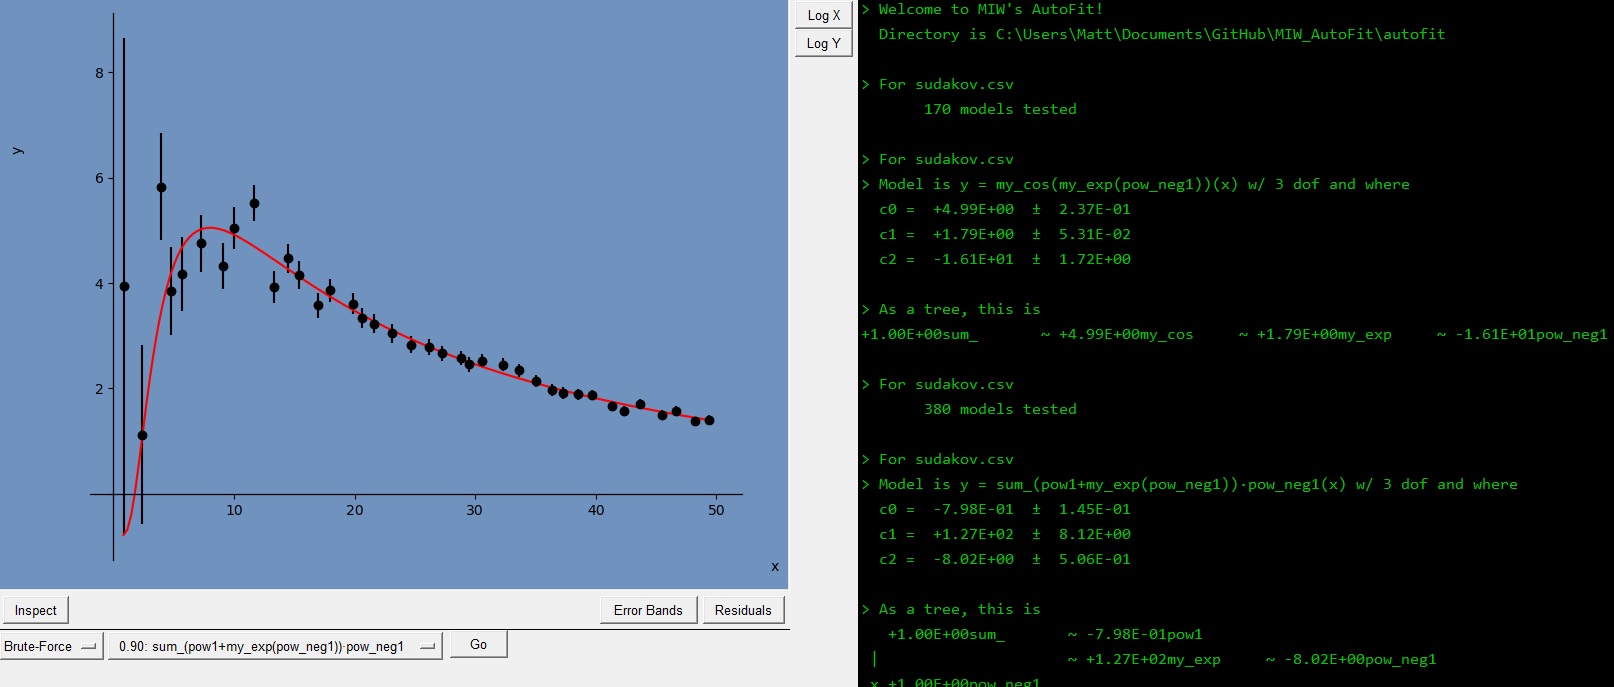 Log X
Log Y
y
8
6
4
2
10 20 30 40 50
x
Inspect
Error Bands
Residuals
Brute-Force
0.90: sum_(pow1+my_exp(pow_neg1))·pow_neg1
Go
> Welcome to MIW's AutoFit!
Directory is C:\Users\Matt\Documents\GitHub\MIW_AutoFit\autofit
> For sudakov.csv
170 models tested
> For sudakov.csv
> Model is y = my_cos(my_exp(pow_neg1))(x) w/ 3 dof and where
c0 = +4.99E+00 ± 2.37E-01
c1 = +1.79E+00 ± 5.31E-02
c2 = -1.61E+01 ± 1.72E+00
> As a tree, this is
+1.00E+00sum_ ~ +4.99E+00my_cos ~ +1.79E+00my_exp ~ -1.61E+01pow_neg1
> For sudakov.csv
380 models tested
> For sudakov.csv
> Model is y = sum_(pow1+my_exp(pow_neg1))·pow_neg1(x) w/ 3 dof and where
c0 = -7.98E-01 ± 1.45E-01
c1 = +1.27E+02 ± 8.12E+00
c2 = -8.02E+00 ± 5.06E-01
> As a tree, this is
+1.00E+00sum_ ~ -7.98E-01pow1
| ~ +1.27E+02my_exp ~ -8.02E+00pow_neg1
x +1.00E+00pow_neg1